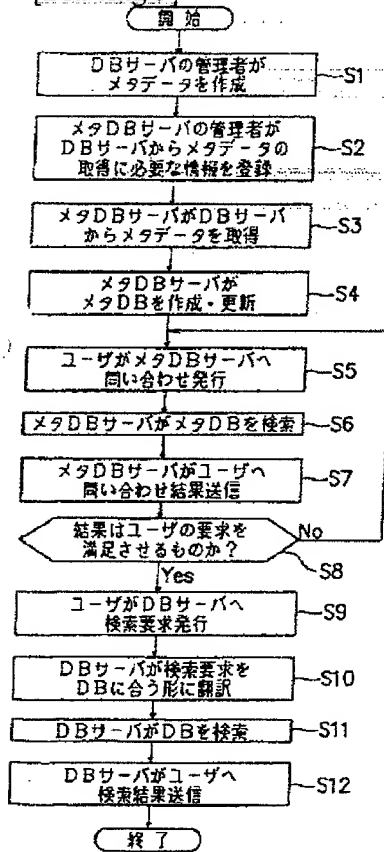 開始
DBサーバの管理者が
メタデータを作成
S1
メタDBサーバの管理者が
DBサーバからメタデータの
取得に必要な情報を登録
S2
メタDBサーバがDBサーバ
からメタデータを取得
S3
メタDBサーバが
メタDBを作成・更新
S4
ユーザがメタDBサーバへ
問い合わせ発行
S5
メタDBサーバがメタDBを検索
S6
メタDBサーバがユーザへ
問い合わせ結果送信
S7
結果はユーザの要求を
満足させるものか?
No
S8
Yes
ユーザがDBサーバへ
検索要求発行
S9
DBサーバが検索要求を
DBに合う形に翻訳
S10
DBサーバがDBを検索
S11
DBサーバがユーザへ
検索結果送信
S12
終了